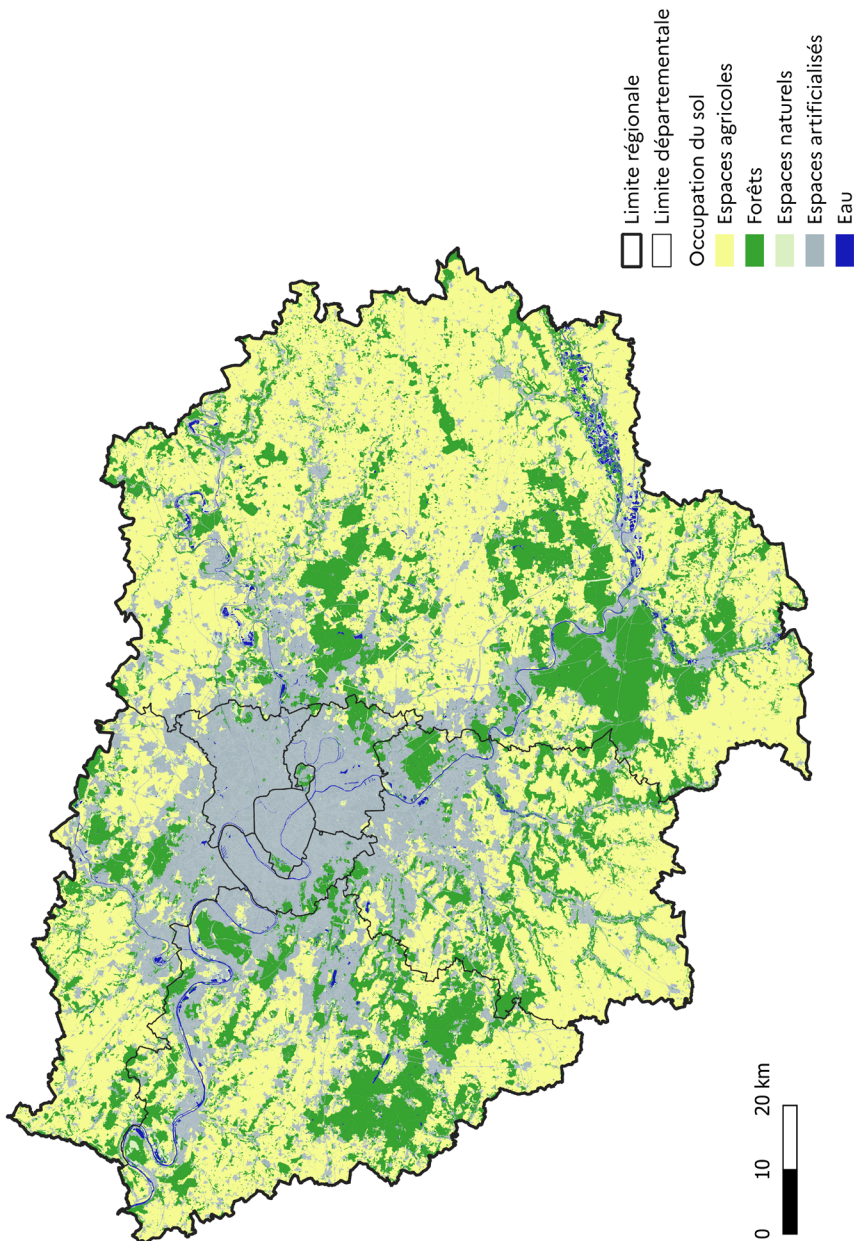 Limite régionale
Limite départementale
Occupation du sol
Espaces agricoles
Forêts
Espaces naturels
Espaces artificialisés
Eau
0 10 20 km